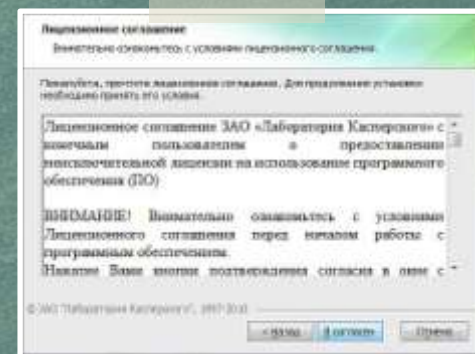 Лицензионное соглашение
Внимательно ознакомьтесь с условиями лицензионного соглашения.
Пожалуйста, прочтите лицензионное соглашение. Для продолжения установки
необходимо принять его условия.
Лицензионное соглашение ЗАО «Лаборатория Касперского» с
конечным пользователем о предоставлении
неисключительной лицензии на использование программного
обеспечения (ПО)
ВНИМАНИЕ! Внимательно ознакомьтесь с условиями
Лицензионного соглашения перед началом работы с
программным обеспечением.
Нажатие Вами кнопки подтверждения согласия в окне с
© ЗАО "Лаборатория Касперского", 1997-2010
< Назад Я согласен Отмена